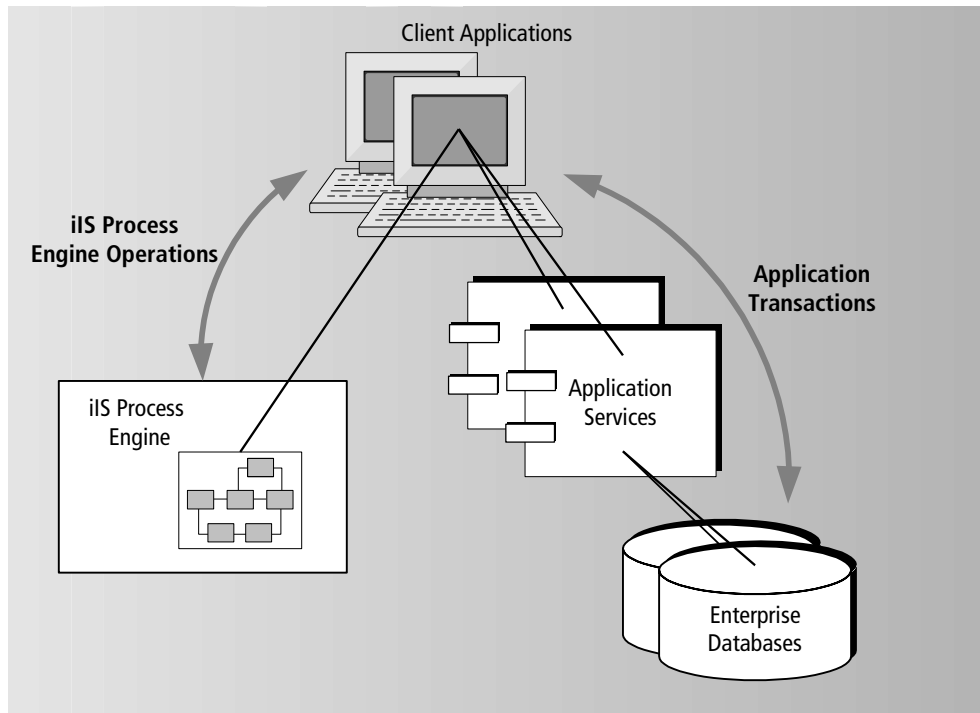 Client Applications
iIS Process
Engine Operations
Application
Transactions
iIS Process
Engine
Application
Services
Enterprise
Databases